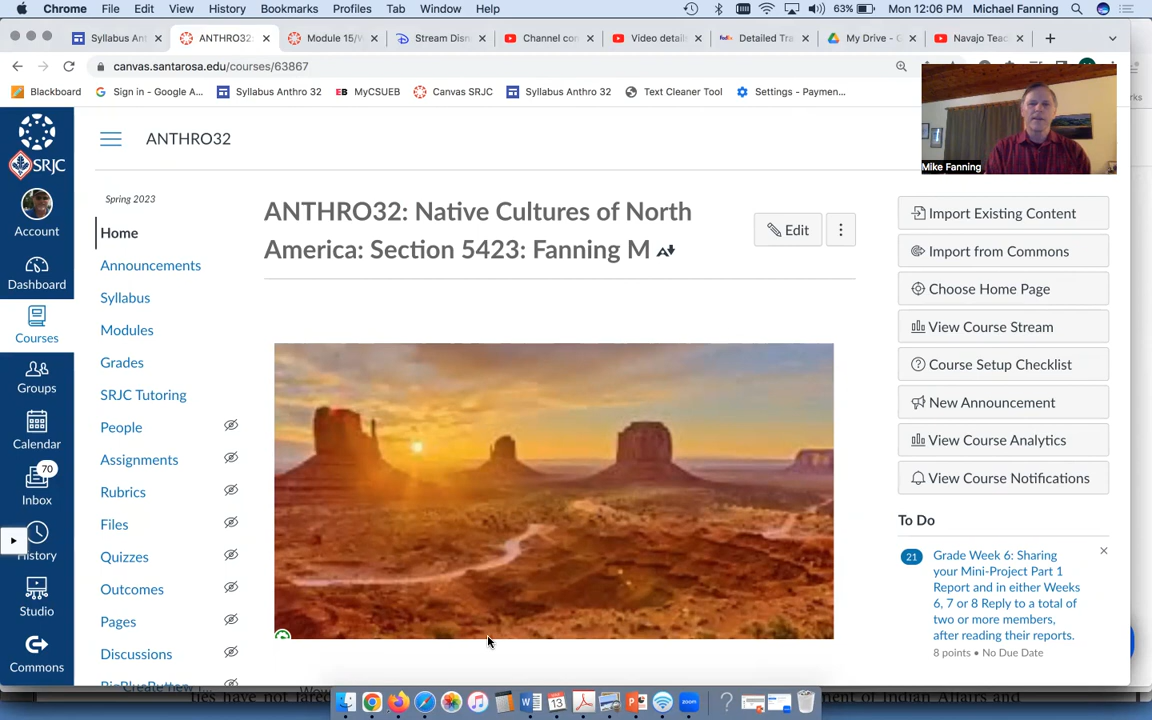 Chrome File Edit View History Bookmarks Profiles Tab Window Help 63% Mon 12:06 PM Michael Fanning
Syllabus Ant ANTHRO32: Module 15/W Stream Disn Channel con Video details Detailed Tra My Drive - G Navajo Teac
canvas.santarosa.edu/courses/63867
Blackboard Sign in - Google A... Syllabus Anthro 32 MyCSUEB Canvas SRJC Syllabus Anthro 32 Text Cleaner Tool Settings - Paymen... rks
Mike Fanning
SRJC
Account
Dashboard
Courses
Groups
Calendar
70
Inbox
History
Studio
Commons
ANTHRO32
Spring 2023
Home
Announcements
Syllabus
Modules
Grades
SRJC Tutoring
People
Assignments
Rubrics
Files
Quizzes
Outcomes
Pages
Discussions
ANTHRO32: Native Cultures of North
America: Section 5423: Fanning M
Edit
Import Existing Content
Import from Commons
Choose Home Page
View Course Stream
Course Setup Checklist
New Announcement
View Course Analytics
View Course Notifications
To Do
21
Grade Week 6: Sharing
your Mini-Project Part 1
Report and in either Weeks
6, 7 or 8 Reply to a total of
two or more members,
after reading their reports.
8 points • No Due Date
13
zoom